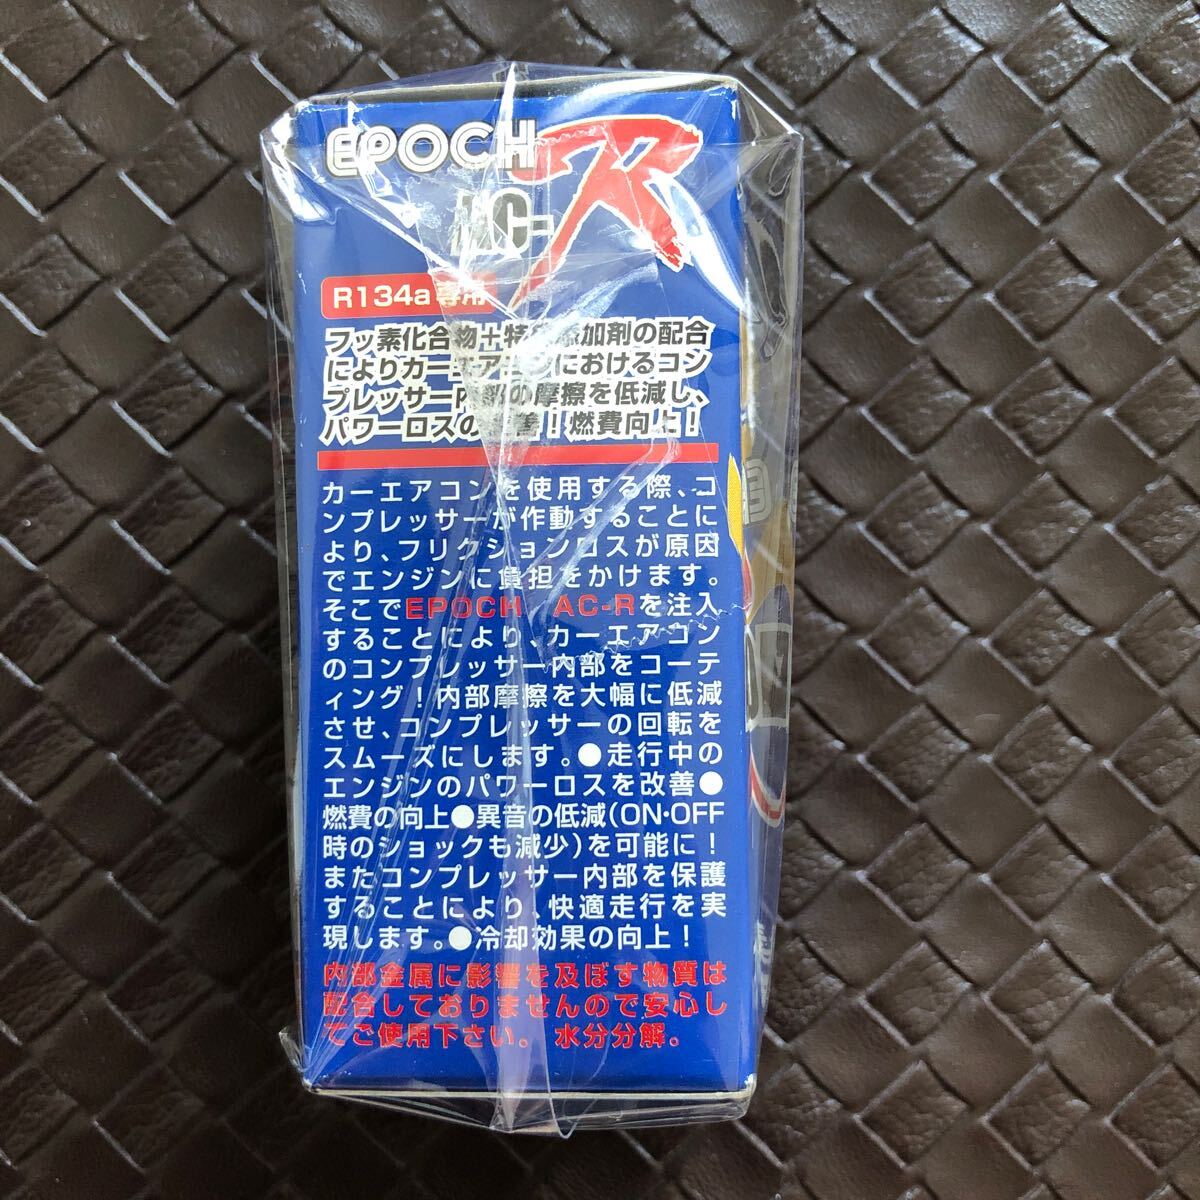 EPOCH
AC-R
R134a専用
フッ素化合物＋特殊添加剤の配合
によりカーエアコンにおけるコン
プレッサー内部の摩擦を低減し、
パワーロスの改善！燃費向上！
カーエアコンを使用する際、コ
ンプレッサーが作動することに
より、フリクションロスが原因
でエンジンに負担をかけます。
そこでEPOCH AC-Rを注入
することにより、カーエアコン
のコンプレッサー内部をコーテ
ィング！内部摩擦を大幅に低減
させ、コンプレッサーの回転を
スムーズにします。●走行中の
エンジンのパワーロスを改善●
燃費の向上●異音の低減(ON・OFF
時のショックも減少)を可能に！
またコンプレッサー内部を保護
することにより、快適走行を実
現します。●冷却効果の向上！
内部金属に影響を及ぼす物質は
配合しておりませんので安心し
てご使用下さい。水分分解。